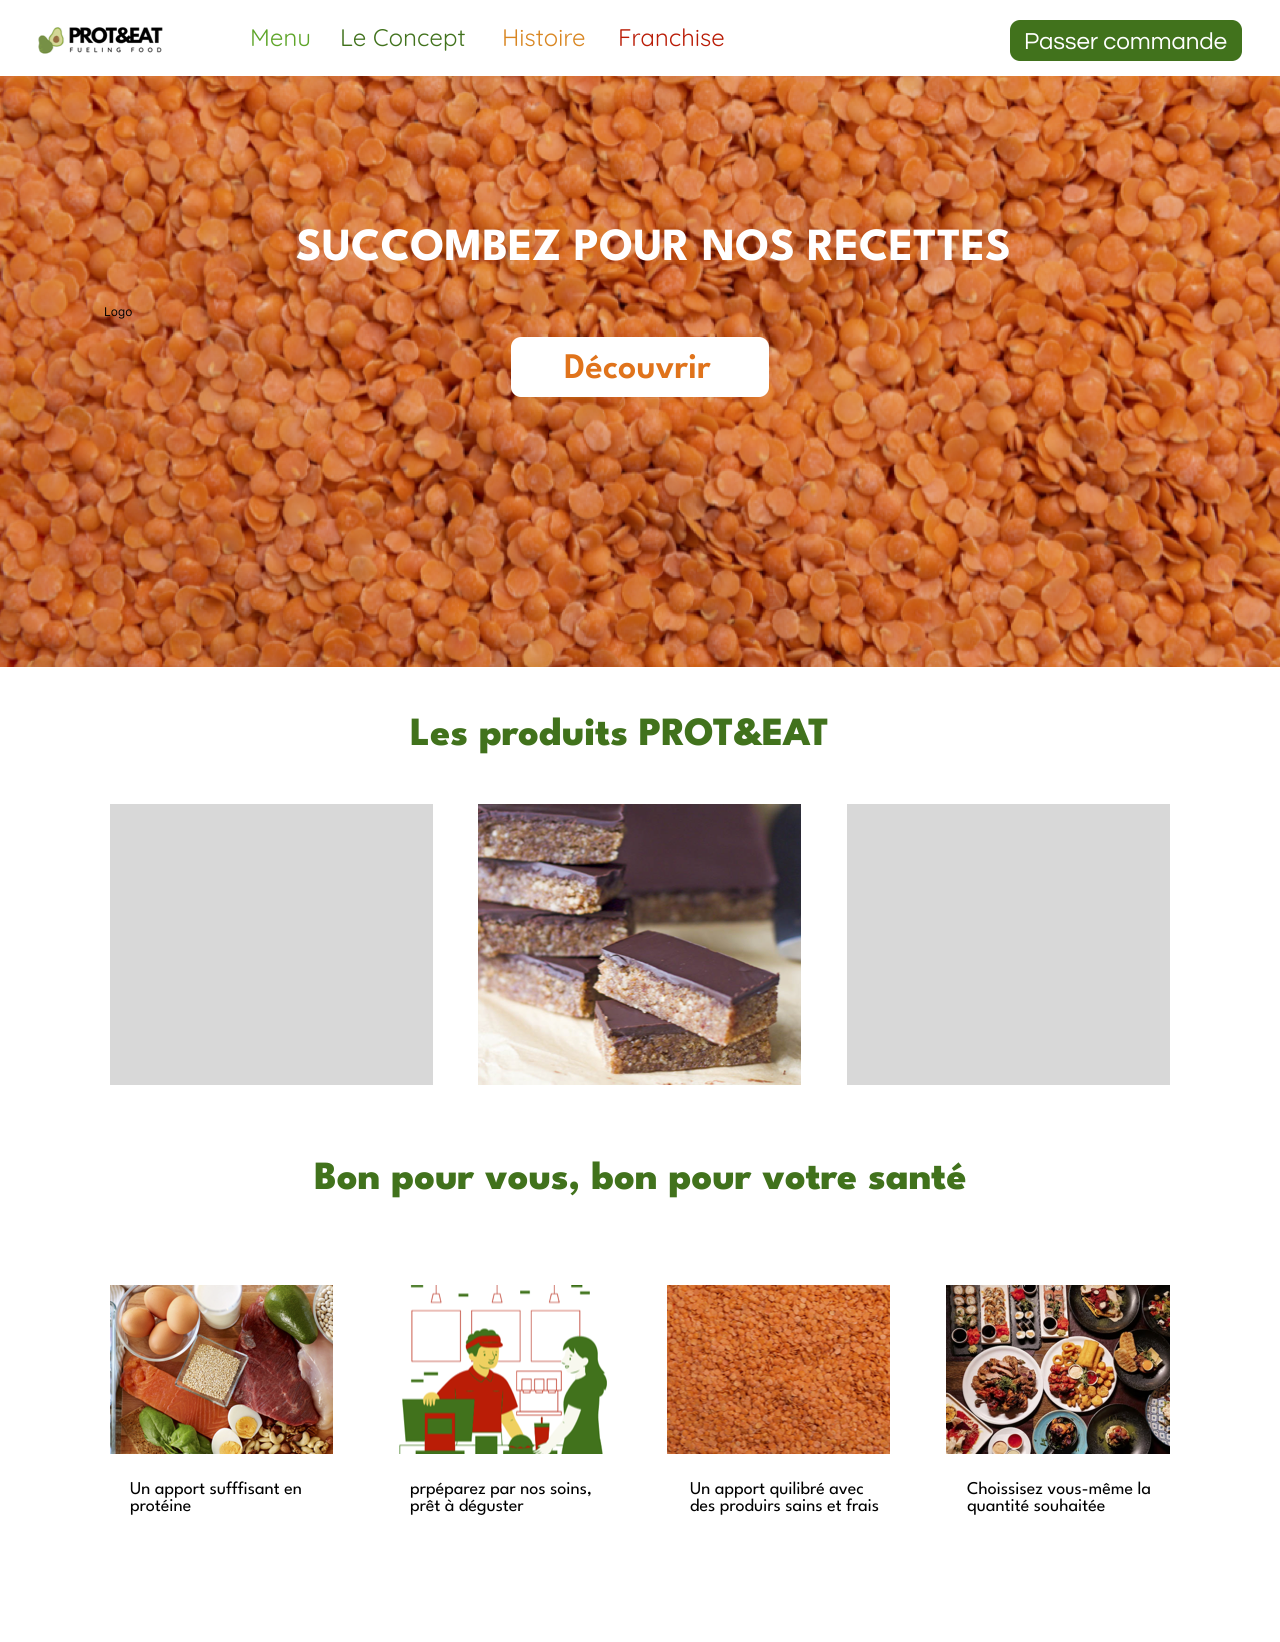 PROT&EAT
FUELING FOOD
Menu
Le Concept
Histoire
Franchise
Passer commande
SUCCOMBEZ POUR NOS RECETTES
Logo
Découvrir
Les produits PROT&EAT
Bon pour vous, bon pour votre santé
Un apport sufffisant en
protéine
prpéparez par nos soins,
prêt à déguster
Un apport quilibré avec
des produirs sains et frais
Choissisez vous-même la
quantité souhaitée